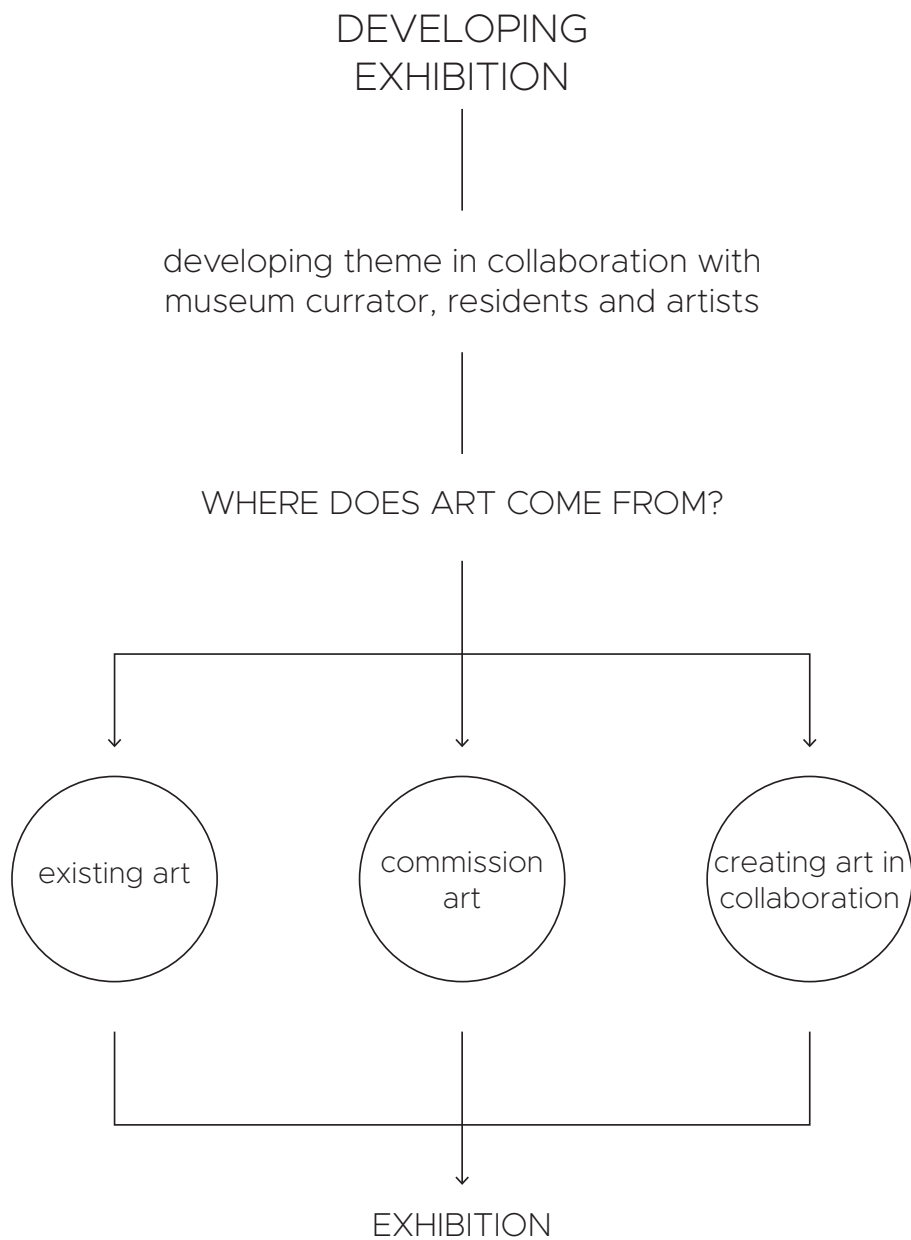 DEVELOPING
EXHIBITION
developing theme in collaboration with
museum currator, residents and artists
WHERE DOES ART COME FROM?
existing art
commission
art
creating art in
collaboration
EXHIBITION